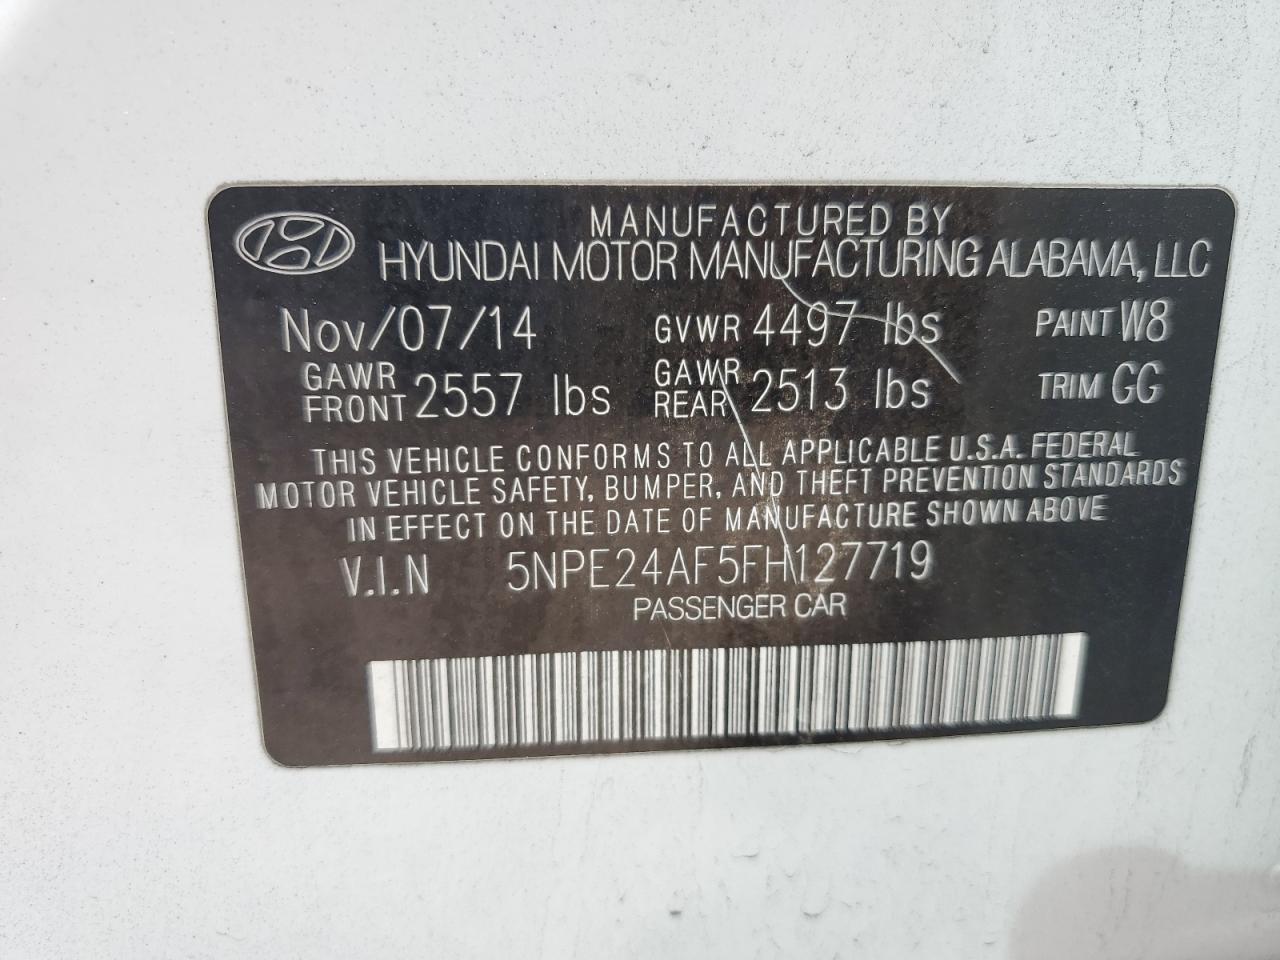 MANUFACTURED BY
HYUNDAI MOTOR MANUFACTURING ALABAMA, LLC
Nov/07/14 GVWR 4497 lbs PAINT W8
GAWR FRONT 2557 lbs GAWR REAR 2513 lbs TRIM GG
THIS VEHICLE CONFORMS TO ALL APPLICABLE U.S.A. FEDERAL
MOTOR VEHICLE SAFETY, BUMPER, AND THEFT PREVENTION STANDARDS
IN EFFECT ON THE DATE OF MANUFACTURE SHOWN ABOVE
V.I.N 5NPE24AF5FH127719
PASSENGER CAR